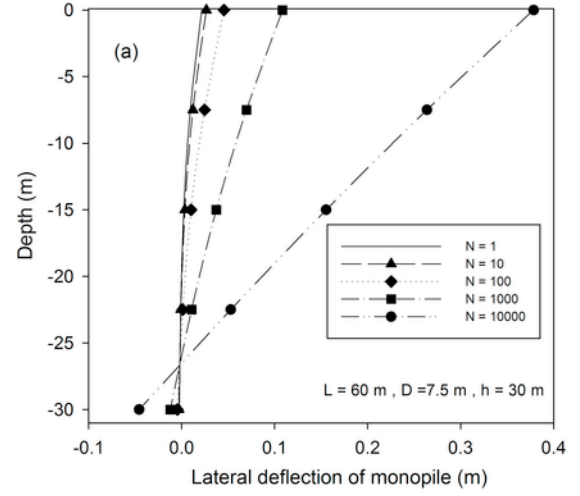 (a)
Depth (m)
0
-5
-10
-15
-20
-25
-30
N = 1
N = 10
N = 100
N = 1000
N = 10000
L = 60 m , D =7.5 m , h = 30 m
-0.1
0.0
0.1
0.2
0.3
0.4
Lateral deflection of monopile (m)